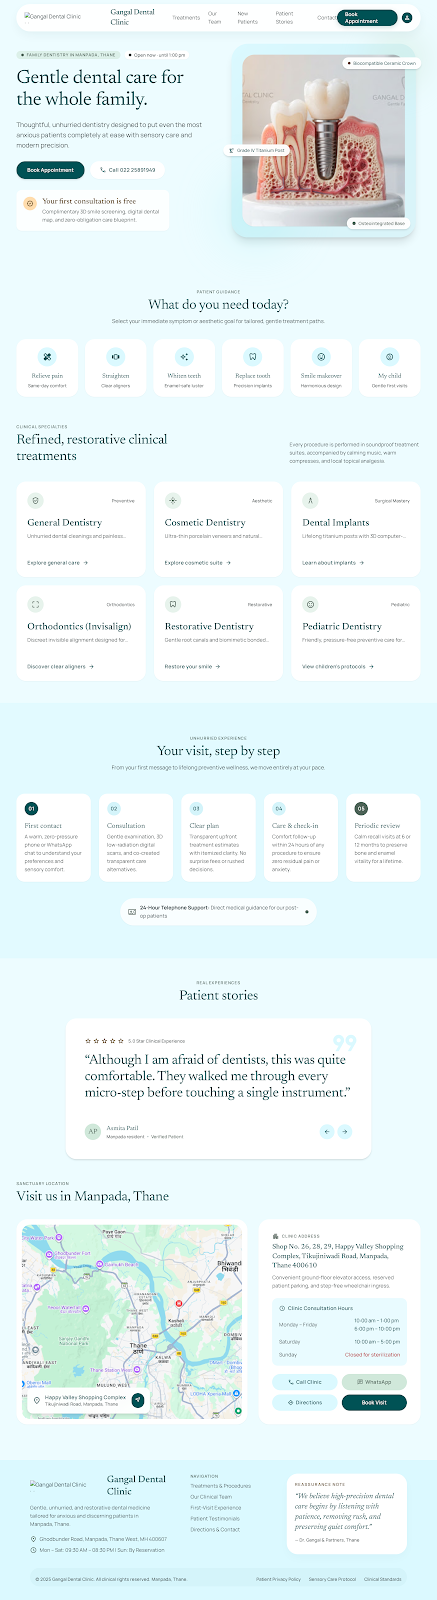 Gangal Dental Clinic
Gangal Dental Clinic
Treatments
Our Team
New Patients
Patient Stories
Contact
Book Appointment
FAMILY DENTISTRY IN MANPADA, THANE
Open now · until 1:00 pm
Gentle dental care for
the whole family.
Thoughtful, unhurried dentistry designed to put even the most
anxious patients completely at ease with sensory care and
modern precision.
Book Appointment
Call 022 25891949
Your first consultation is free
Complimentary 3D smile screening, digital dental
map, and zero-obligation care blueprint.
Biocompatible Ceramic Crown
Grade IV Titanium Post
Osseointegrated Base
PATIENT GUIDANCE
What do you need today?
Select your immediate symptom or aesthetic goal for tailored, gentle treatment paths.
Relieve pain
Same-day comfort
Straighten
Clear aligners
Whiten teeth
Enamel-safe luster
Replace tooth
Precision implants
Smile makeover
Harmonious design
My child
Gentle first visits
CLINICAL SPECIALTIES
Refined, restorative clinical
treatments
Every procedure is performed in soundproof treatment
suites, accompanied by calming music, warm
compresses, and local topical analgesia.
Preventive
General Dentistry
Unhurried dental cleanings and painless...
Explore general care →
Aesthetic
Cosmetic Dentistry
Ultra-thin porcelain veneers and natural...
Explore cosmetic suite →
Surgical Mastery
Dental Implants
Lifelong titanium posts with 3D computer-...
Learn about implants →
Orthodontics
Orthodontics (Invisalign)
Discreet invisible alignment designed for...
Discover clear aligners →
Restorative
Restorative Dentistry
Gentle root canals and biomimetic bonded...
Restore your smile →
Pediatric
Pediatric Dentistry
Friendly, pressure-free preventive care for...
View children's protocols →
UNHURRIED EXPERIENCE
Your visit, step by step
From your first message to lifelong preventive wellness, we move entirely at your pace.
01
First contact
A warm, zero-pressure
phone or WhatsApp
chat to understand your
preferences and
sensory comfort.
02
Consultation
Gentle examination, 3D
low-radiation digital
scans, and co-created
transparent care
alternatives.
03
Clear plan
Transparent upfront
treatment estimates
with itemized clarity. No
surprise fees or rushed
decisions.
04
Care & check-in
Comfort follow-up
within 24 hours of any
procedure to ensure
zero residual pain or
anxiety.
05
Periodic review
Calm recall visits at 6 or
12 months to preserve
bone and enamel
vitality for a lifetime.
24-Hour Telephone Support: Direct medical guidance for our post-
op patients
REAL EXPERIENCES
Patient stories
5.0 Star Clinical Experience
“Although I am afraid of dentists, this was quite
comfortable. They walked me through every
micro-step before touching a single instrument.”
AP
Asmita Patil
Manpada resident • Verified Patient
SANCTUARY LOCATION
Visit us in Manpada, Thane
Ghodbunder Fort
Gaimukh Beach
Fenix Waterfall
Sanjay Gandhi
National Park
Thane Station
Thane
Kasheli
Bhiwandi
KALWA
MULUND WEST
Happy Valley Shopping Complex
Tikujiniwadi Road, Manpada, Thane
CLINIC ADDRESS
Shop No. 26, 28, 29, Happy Valley Shopping
Complex, Tikujiniwadi Road, Manpada,
Thane 400610
Convenient ground-floor elevator access, reserved
patient parking, and step-free wheelchair ingress.
Clinic Consultation Hours
Monday - Friday
10:00 am – 1:00 pm
6:00 pm – 10:00 pm
Saturday
10:00 am – 5:00 pm
Sunday
Closed for sterilization
Call Clinic
WhatsApp
Directions
Book Visit
Gangal Dental Clinic
Gangal Dental
Clinic
Gentle, unhurried, and restorative dental medicine
tailored for anxious and discerning patients in
Manpada, Thane.
Ghodbunder Road, Manpada, Thane West, MH 400607
Mon – Sat: 09:30 AM – 08:30 PM | Sun: By Reservation
NAVIGATION
Treatments & Procedures
Our Clinical Team
First-Visit Experience
Patient Testimonials
Directions & Contact
REASSURANCE NOTE
“We believe high-precision dental
care begins by listening with
patience, removing rush, and
preserving quiet comfort.”
— Dr. Gangal & Partners, Thane
© 2025 Gangal Dental Clinic. All clinical rights reserved. Manpada, Thane.
Patient Privacy Policy
Sensory Care Protocol
Clinical Standards